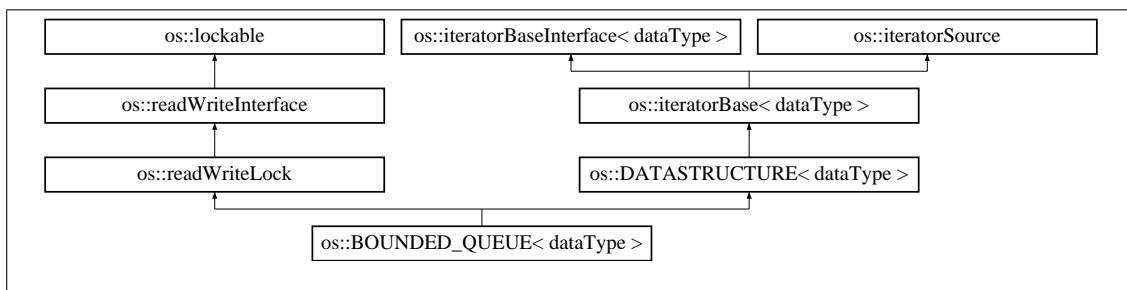 os::lockable
os::iteratorBaseInterface< dataType >
os::iteratorSource
os::readWriteInterface
os::iteratorBase< dataType >
os::readWriteLock
os::DATASTRUCTURE< dataType >
os::BOUNDED_QUEUE< dataType >